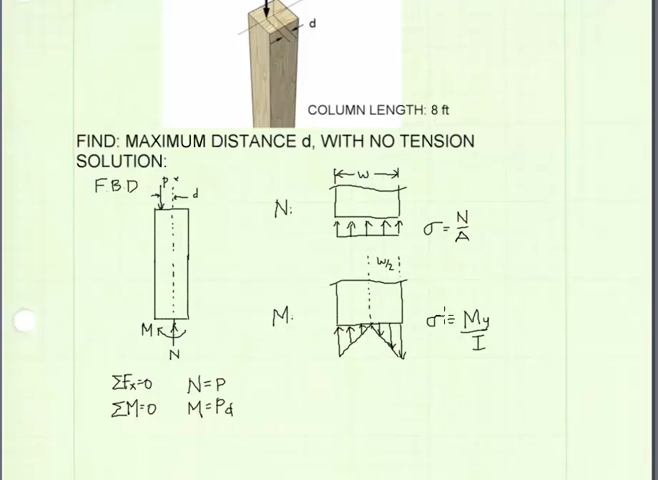 d
COLUMN LENGTH: 8 ft
FIND: MAXIMUM DISTANCE d, WITH NO TENSION
SOLUTION:
F.B.D
P x
d
M
N
ΣFx=0 N=P
ΣM=0 M=Pd
w
N:
σ = N/A
w/2
M:
σ' = My/I